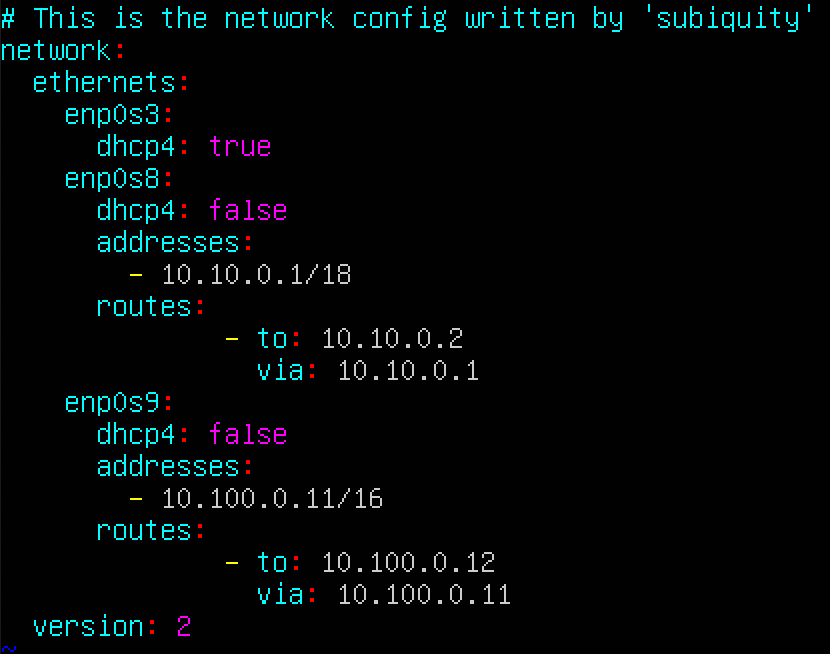 # This is the network config written by 'subiquity'
network:
  ethernets:
    enp0s3:
      dhcp4: true
    enp0s8:
      dhcp4: false
      addresses:
        - 10.10.0.1/18
      routes:
              - to: 10.10.0.2
                via: 10.10.0.1
    enp0s9:
      dhcp4: false
      addresses:
        - 10.100.0.11/16
      routes:
              - to: 10.100.0.12
                via: 10.100.0.11
  version: 2
~